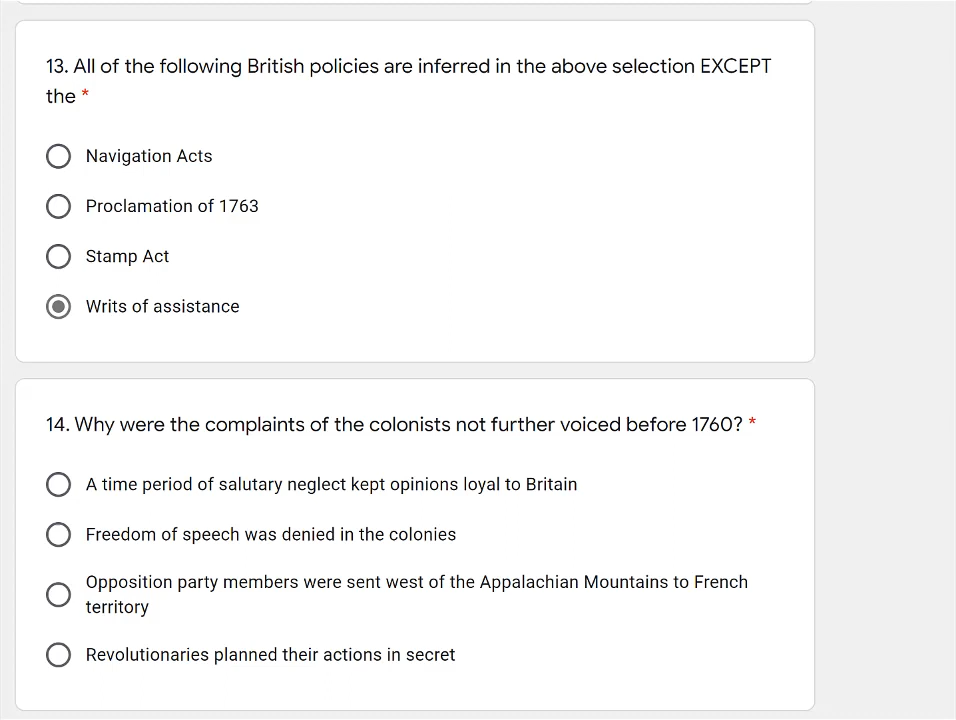 13. All of the following British policies are inferred in the above selection EXCEPT
the *
Navigation Acts
Proclamation of 1763
Stamp Act
Writs of assistance
14. Why were the complaints of the colonists not further voiced before 1760? *
A time period of salutary neglect kept opinions loyal to Britain
Freedom of speech was denied in the colonies
Opposition party members were sent west of the Appalachian Mountains to French
territory
Revolutionaries planned their actions in secret